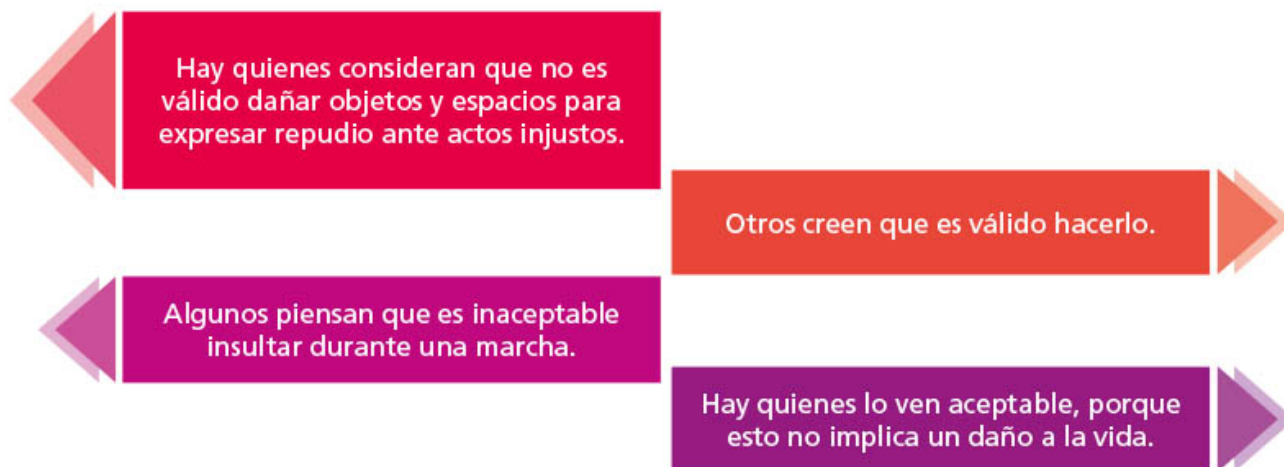 Hay quienes consideran que no es
válido dañar objetos y espacios para
expresar repudio ante actos injustos.
Otros creen que es válido hacerlo.
Algunos piensan que es inaceptable
insultar durante una marcha.
Hay quienes lo ven aceptable, porque
esto no implica un daño a la vida.